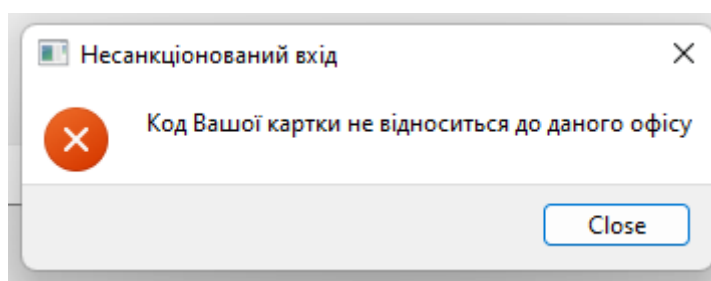 Несанкціонований вхід
Код Вашої картки не відноситься до даного офісу
Close